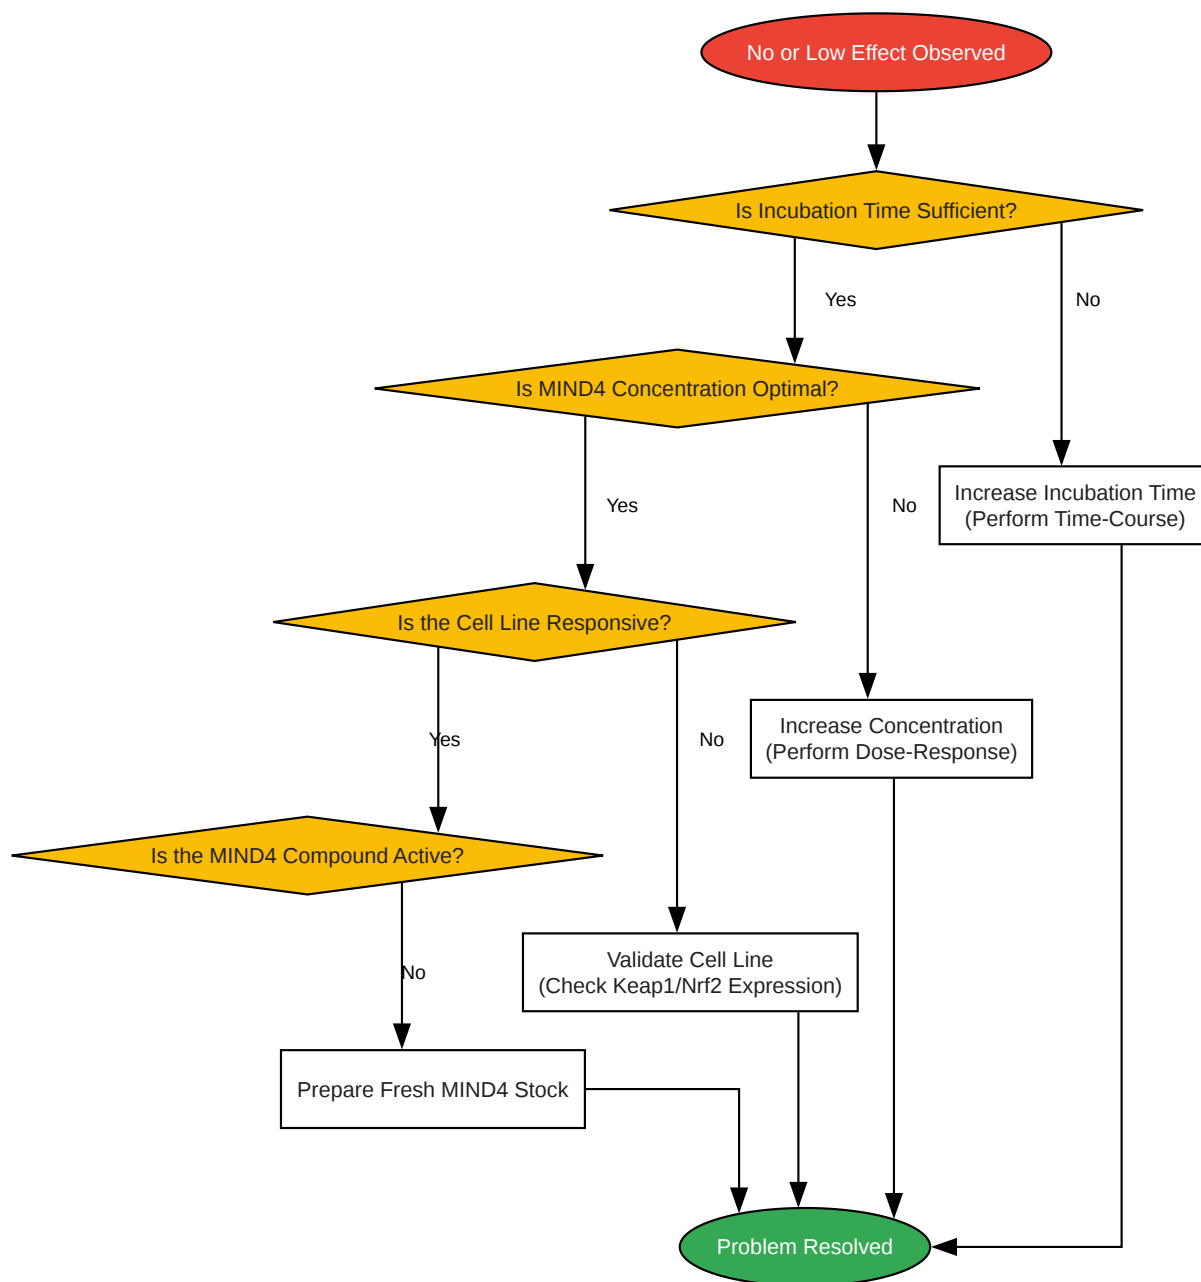 No or Low Effect Observed
Is Incubation Time Sufficient?
Yes
No
Is MIND4 Concentration Optimal?
Yes
No
Increase Incubation Time
(Perform Time-Course)
Is the Cell Line Responsive?
Yes
No
Increase Concentration
(Perform Dose-Response)
Is the MIND4 Compound Active?
No
Validate Cell Line
(Check Keap1/Nrf2 Expression)
Prepare Fresh MIND4 Stock
Problem Resolved